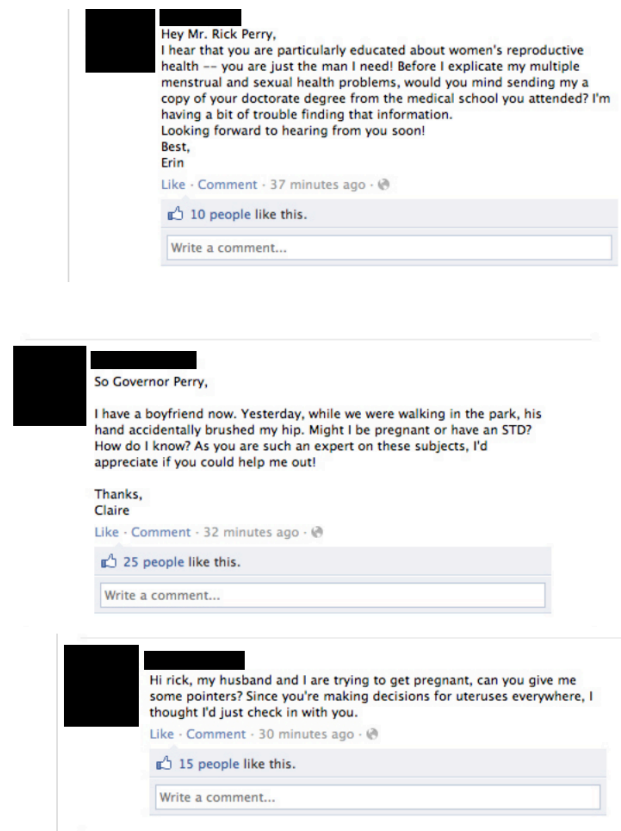 Hey Mr. Rick Perry,
I hear that you are particularly educated about women's reproductive
health -- you are just the man I need! Before I explicate my multiple
menstrual and sexual health problems, would you mind sending my a
copy of your doctorate degree from the medical school you attended? I'm
having a bit of trouble finding that information.
Looking forward to hearing from you soon!
Best,
Erin
Like · Comment · 37 minutes ago ·
10 people like this.
Write a comment...
So Governor Perry,
I have a boyfriend now. Yesterday, while we were walking in the park, his
hand accidentally brushed my hip. Might I be pregnant or have an STD?
How do I know? As you are such an expert on these subjects, I'd
appreciate if you could help me out!
Thanks,
Claire
Like · Comment · 32 minutes ago ·
25 people like this.
Write a comment...
Hi rick, my husband and I are trying to get pregnant, can you give me
some pointers? Since you're making decisions for uteruses everywhere, I
thought I'd just check in with you.
Like · Comment · 30 minutes ago ·
15 people like this.
Write a comment...